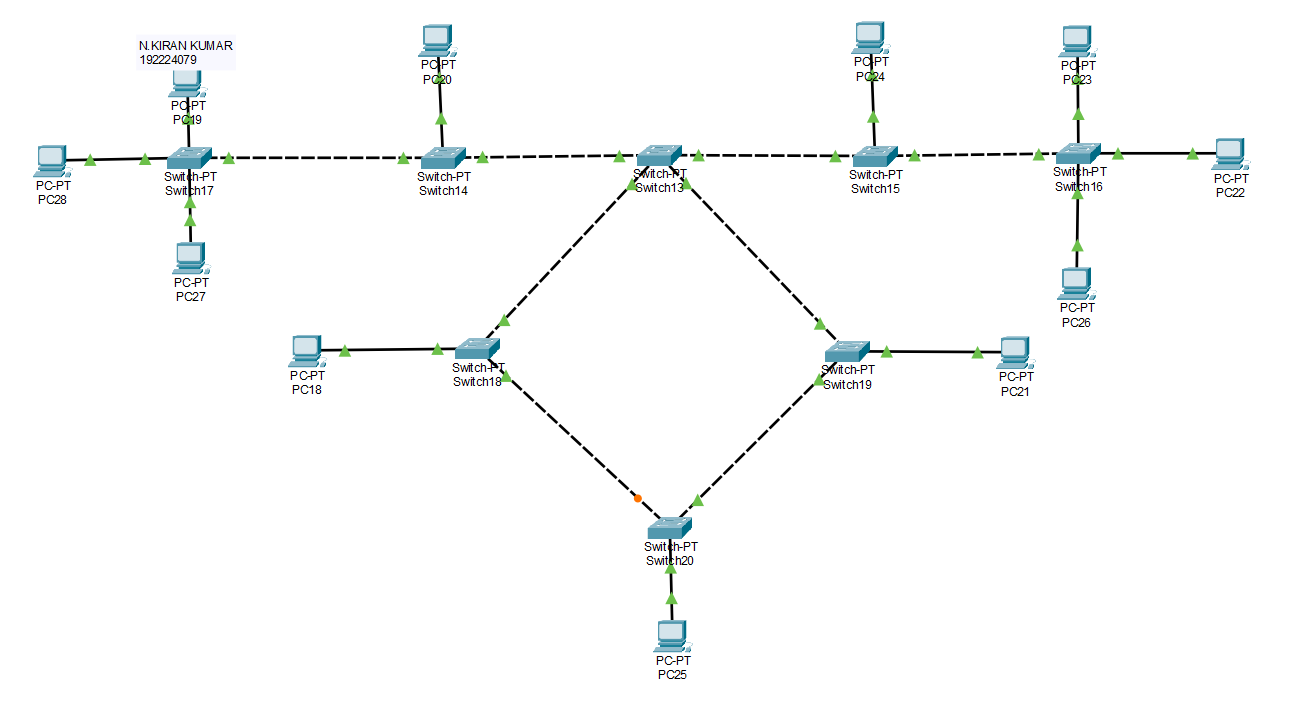 N.KIRAN KUMAR
192224079
PC-PT
PC19
PC-PT
PC20
PC-PT
PC24
PC-PT
PC23
PC-PT
PC28
Switch-PT
Switch17
Switch-PT
Switch14
Switch-PT
Switch13
Switch-PT
Switch15
Switch-PT
Switch16
PC-PT
PC22
PC-PT
PC27
PC-PT
PC26
PC-PT
PC18
Switch-PT
Switch18
Switch-PT
Switch19
PC-PT
PC21
Switch-PT
Switch20
PC-PT
PC25